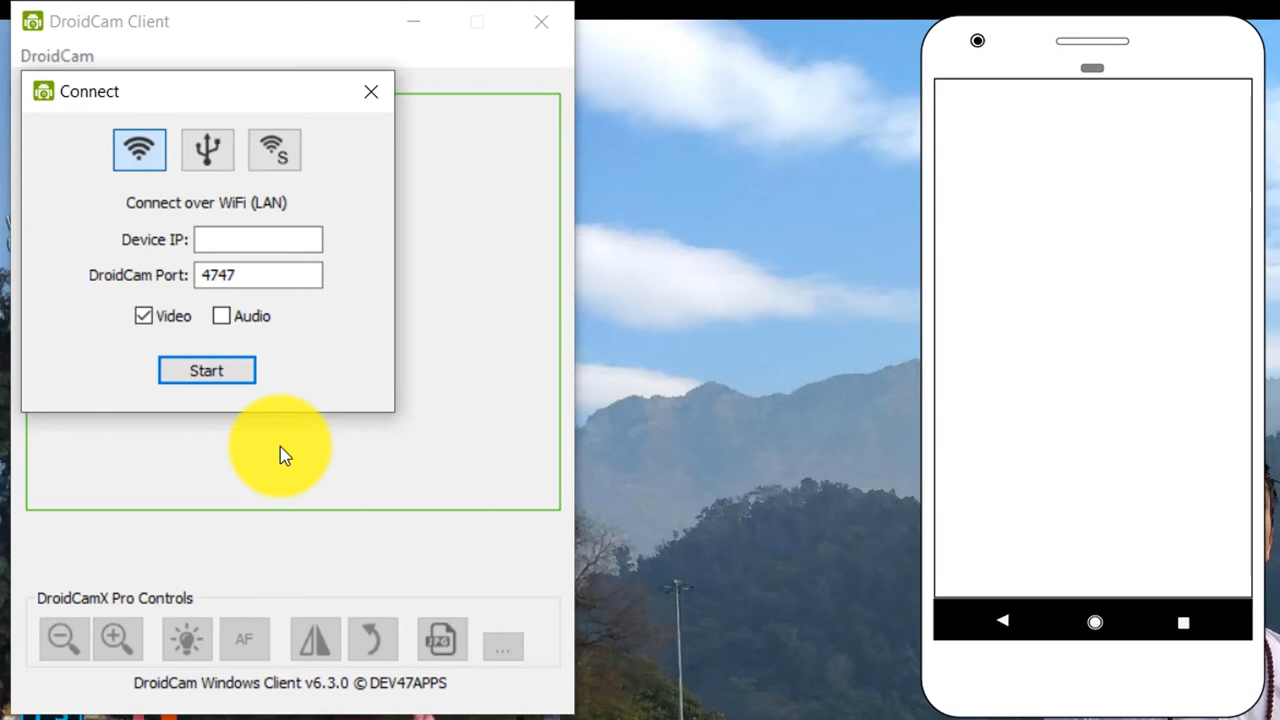 DroidCam Client
DroidCam
Connect
S
Connect over WiFi (LAN)
Device IP:
DroidCam Port: 4747
Video Audio
Start
DroidCamX Pro Controls
AF JPG ...
DroidCam Windows Client v6.3.0 © DEV47APPS